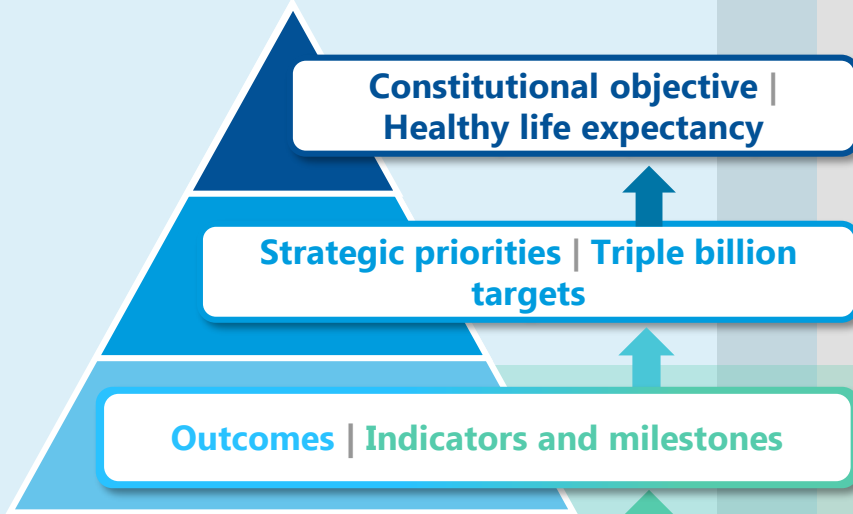 Constitutional objective |
Healthy life expectancy
Strategic priorities | Triple billion
targets
Outcomes | Indicators and milestones